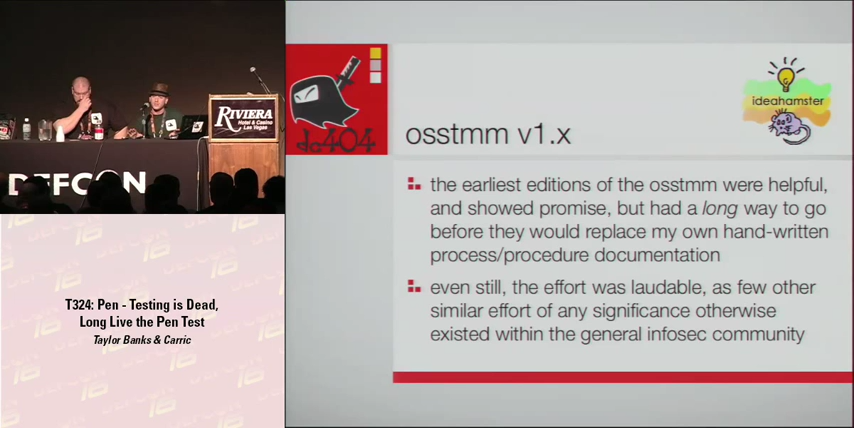 RIVIERA
Hotel & Casino
Las Vegas
DEFCON
T324: Pen - Testing is Dead,
Long Live the Pen Test
Taylor Banks & Carric
dc404
ideahamster
osstmm v1.x
the earliest editions of the osstmm were helpful,
and showed promise, but had a long way to go
before they would replace my own hand-written
process/procedure documentation
even still, the effort was laudable, as few other
similar effort of any significance otherwise
existed within the general infosec community